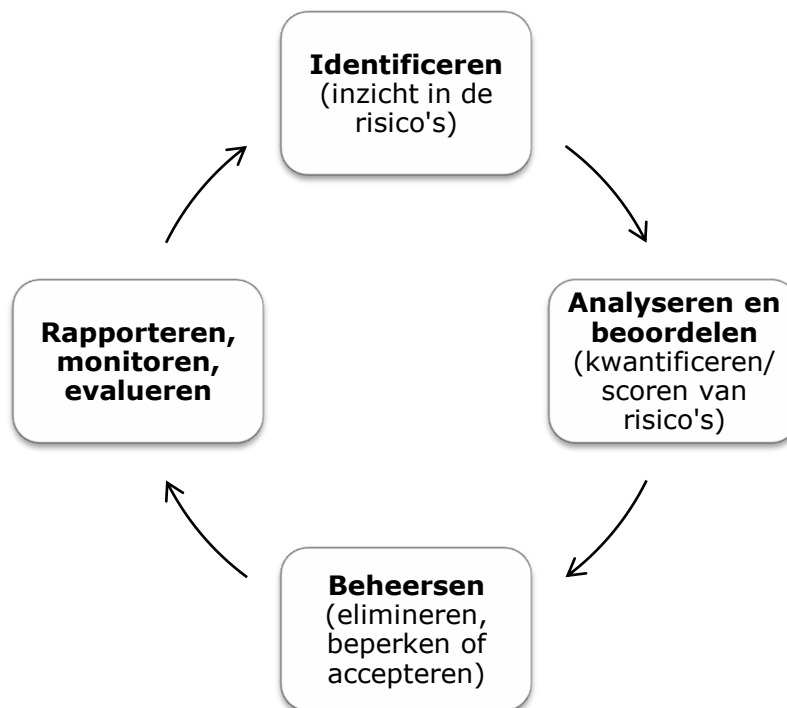 Identificeren
(inzicht in de
risico's)
Analyseren en
beoordelen
(kwantificeren/
scoren van
risico's)
Beheersen
(elimineren,
beperken of
accepteren)
Rapporteren,
monitoren,
evalueren